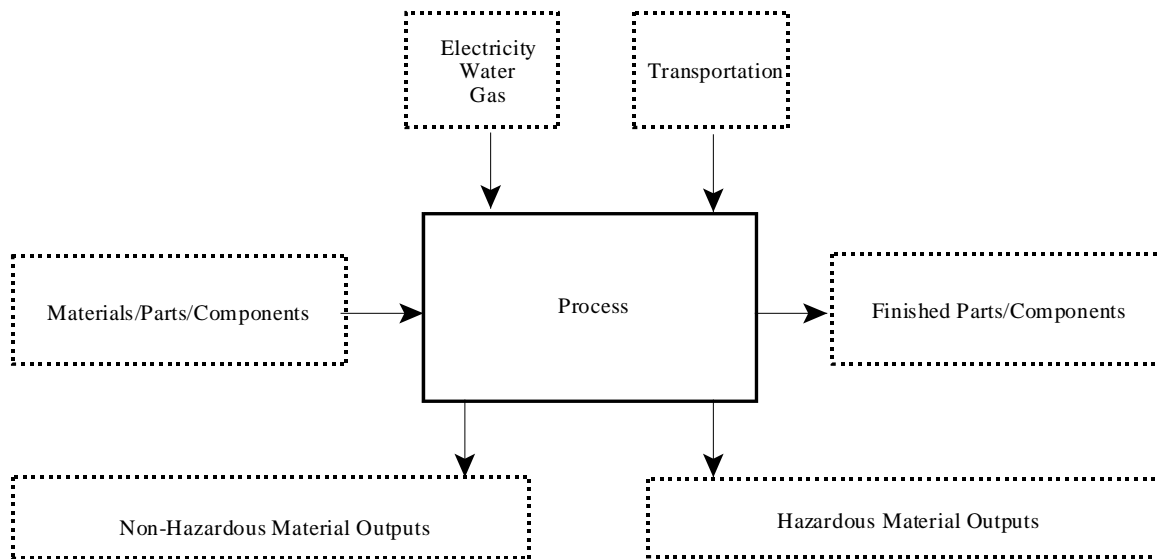 Electricity
Water
Gas
Transportation
Materials/Parts/Components
Process
Finished Parts/Components
Non-Hazardous Material Outputs
Hazardous Material Outputs